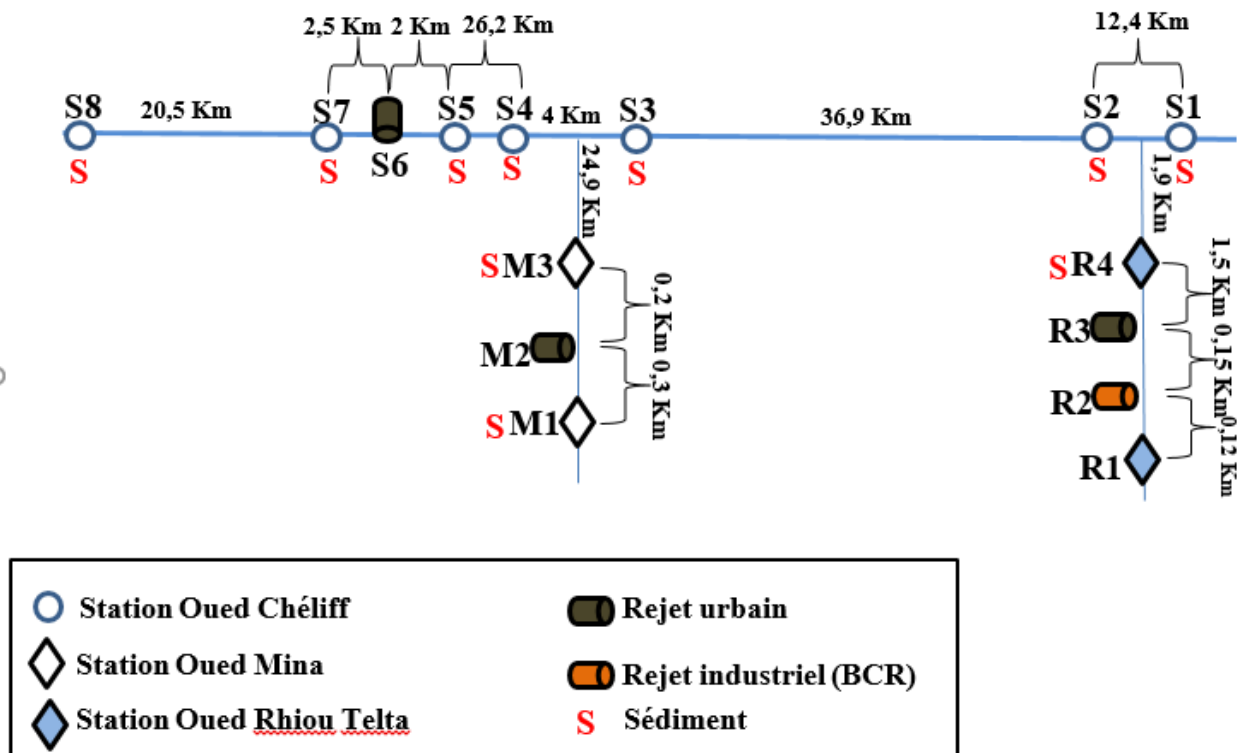 2,5 Km 2 Km 26,2 Km 12,4 Km
S8 20,5 Km S7 S6 S5 S4 4 Km S3 36,9 Km S2 S1
S S S S S S S
24,9 Km
1,9 Km
S M3
0,2 Km
M2
0,3 Km
S M1
S R4
1,5 Km
R3
0,15 Km
R2
0,12 Km
R1
Station Oued Chéliff
Station Oued Mina
Station Oued Rhiou Telta
Rejet urbain
Rejet industriel (BCR)
S Sédiment